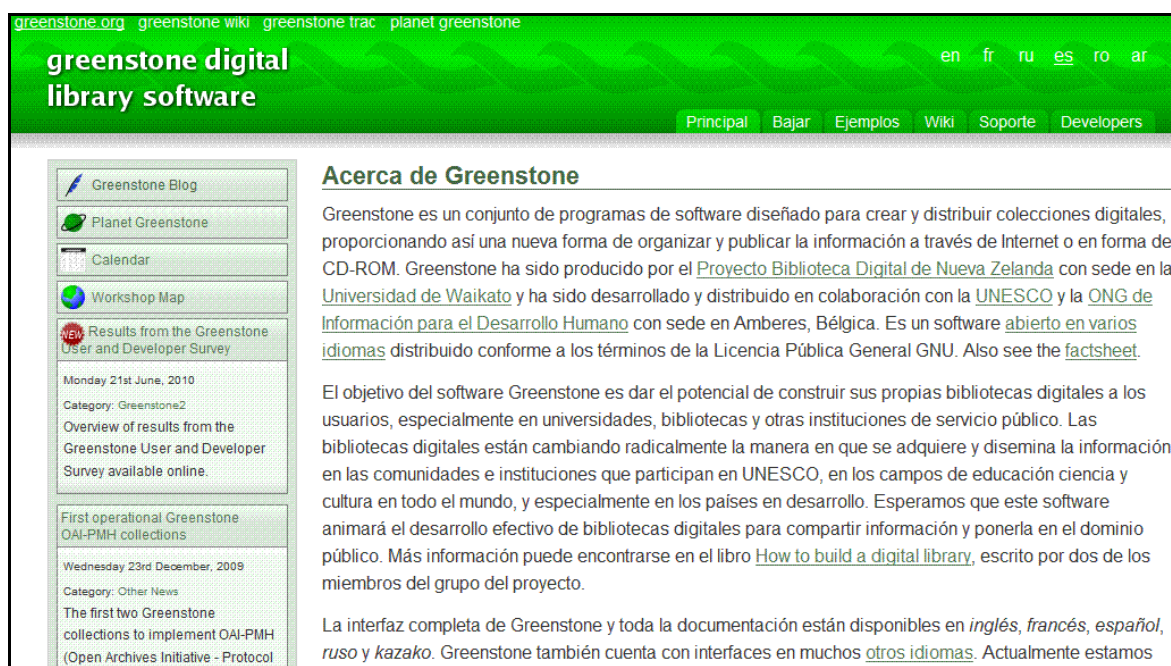 greenstone.org greenstone wiki greenstone trac planet greenstone
greenstone digital
library software
en fr ru es ro ar
Principal Bajar Ejemplos Wiki Soporte Developers
Greenstone Blog
Planet Greenstone
Calendar
Workshop Map
NEW Results from the Greenstone
User and Developer Survey
Monday 21st June, 2010
Category: Greenstone2
Overview of results from the
Greenstone User and Developer
Survey available online.
First operational Greenstone
OAI-PMH collections
Wednesday 23rd December, 2009
Category: Other News
The first two Greenstone
collections to implement OAI-PMH
(Open Archives Initiative - Protocol
Acerca de Greenstone
Greenstone es un conjunto de programas de software diseñado para crear y distribuir colecciones digitales,
proporcionando así una nueva forma de organizar y publicar la información a través de Internet o en forma de
CD-ROM. Greenstone ha sido producido por el Proyecto Biblioteca Digital de Nueva Zelanda con sede en la
Universidad de Waikato y ha sido desarrollado y distribuido en colaboración con la UNESCO y la ONG de
Información para el Desarrollo Humano con sede en Amberes, Bélgica. Es un software abierto en varios
idiomas distribuido conforme a los términos de la Licencia Pública General GNU. Also see the factsheet.
El objetivo del software Greenstone es dar el potencial de construir sus propias bibliotecas digitales a los
usuarios, especialmente en universidades, bibliotecas y otras instituciones de servicio público. Las
bibliotecas digitales están cambiando radicalmente la manera en que se adquiere y disemina la información
en las comunidades e instituciones que participan en UNESCO, en los campos de educación ciencia y
cultura en todo el mundo, y especialmente en los países en desarrollo. Esperamos que este software
animará el desarrollo efectivo de bibliotecas digitales para compartir información y ponerla en el dominio
público. Más información puede encontrarse en el libro How to build a digital library, escrito por dos de los
miembros del grupo del proyecto.
La interfaz completa de Greenstone y toda la documentación están disponibles en inglés, francés, español,
ruso y kazako. Greenstone también cuenta con interfaces en muchos otros idiomas. Actualmente estamos